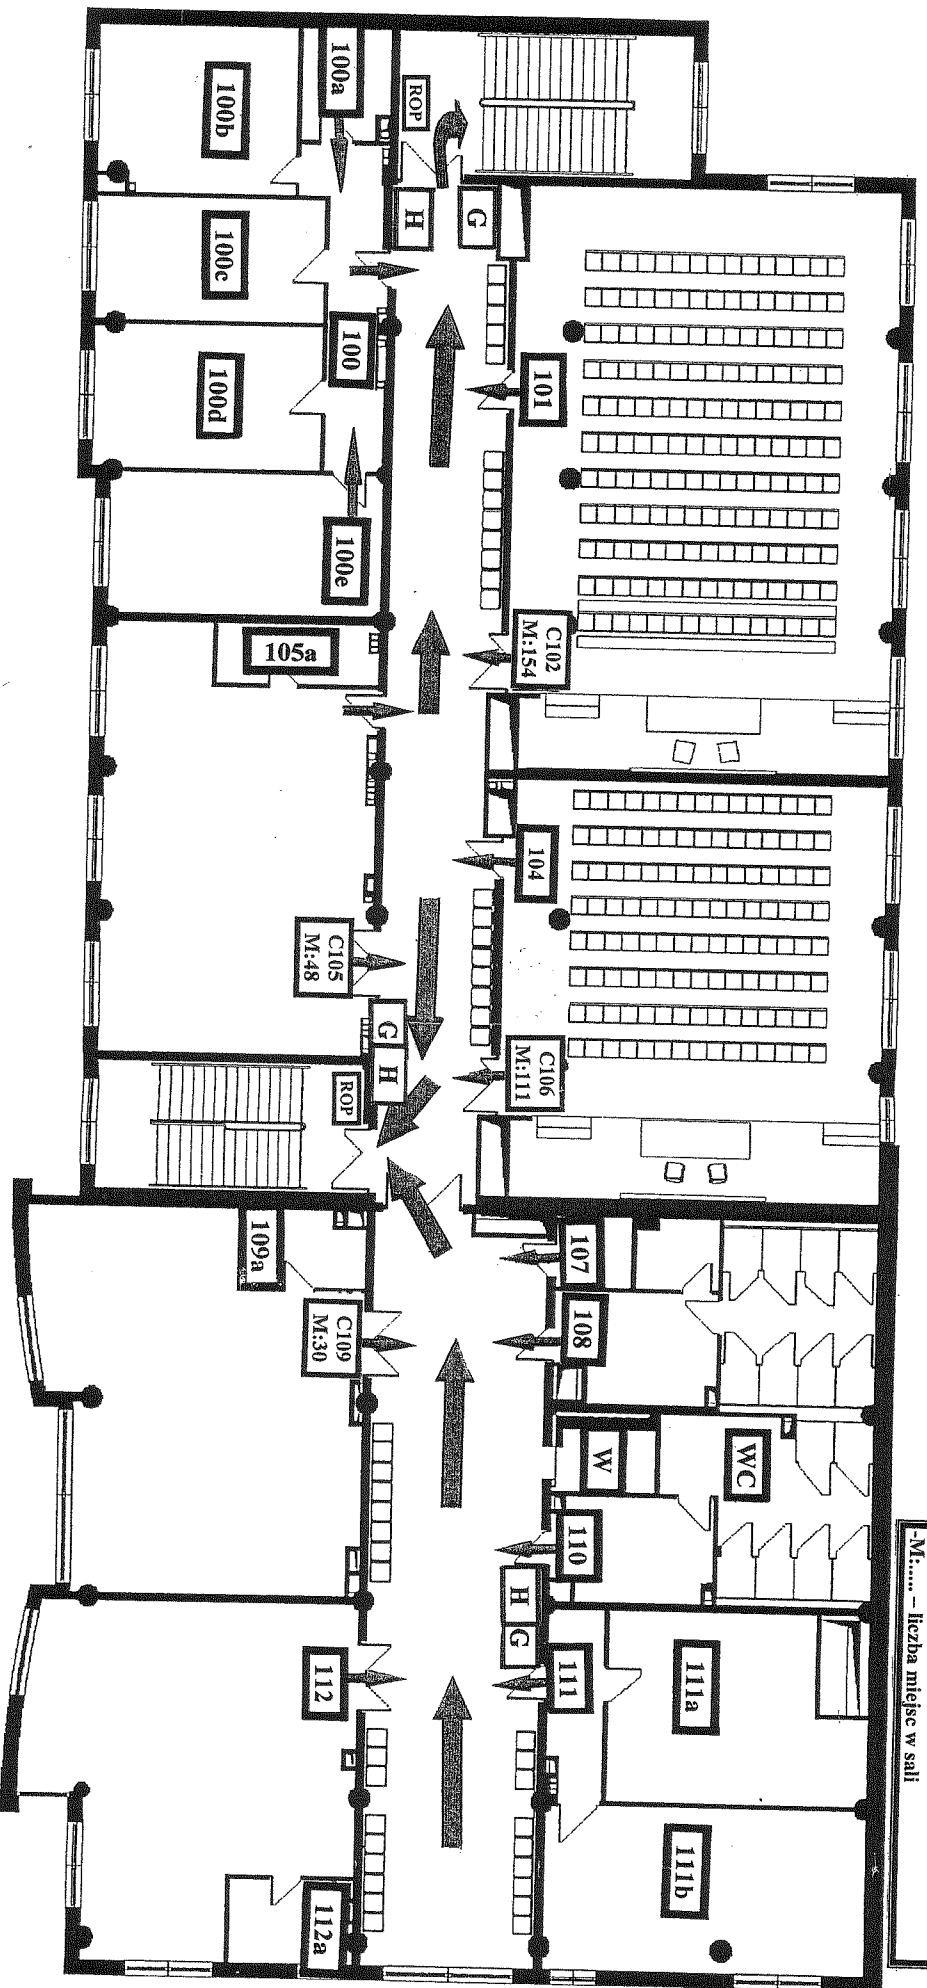 -M:..... – liczba miejsc w sali
100a
100b
ROP
H
G
100c
100
100d
101
100e
105a
C102
M:154
104
C105
M:48
G
H
C106
M:111
ROP
109a
107
C109
M:30
108
W
WC
110
H
G
112
111
111a
111b
112a